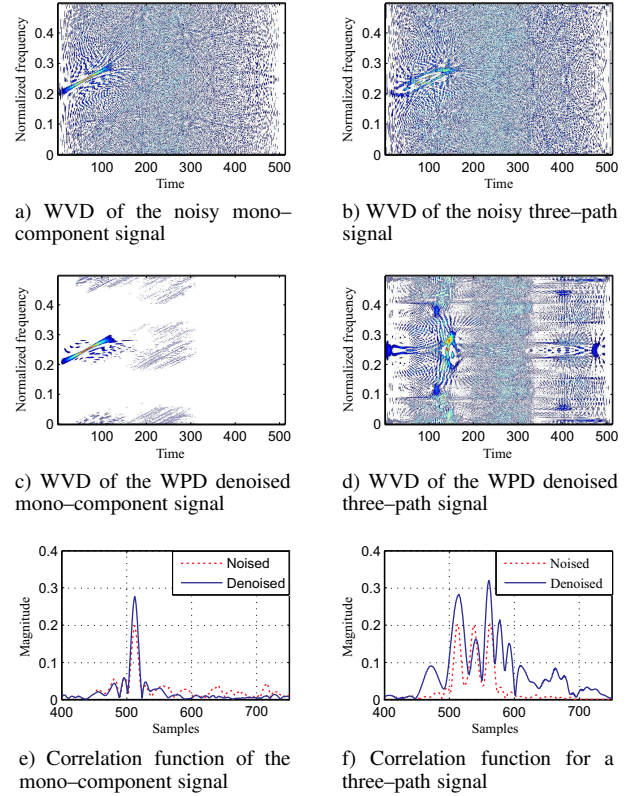 Normalized frequency
0.4
0.3
0.2
0.1
0
100 200 300 400 500
Time
a) WVD of the noisy mono–
component signal
Normalized frequency
0.4
0.3
0.2
0.1
0
100 200 300 400 500
Time
b) WVD of the noisy three–path
signal
Normalized frequency
0.4
0.3
0.2
0.1
0
100 200 300 400 500
Time
c) WVD of the WPD denoised
mono–component signal
Normalized frequency
0.4
0.3
0.2
0.1
0
100 200 300 400 500
Time
d) WVD of the WPD denoised
three–path signal
Magnitude
0.4
0.3
0.2
0.1
0
400 500 600 700
Samples
Noised
Denoised
e) Correlation function of the
mono–component signal
Magnitude
0.4
0.3
0.2
0.1
0
400 500 600 700
Samples
Noised
Denoised
f) Correlation function for a
three–path signal